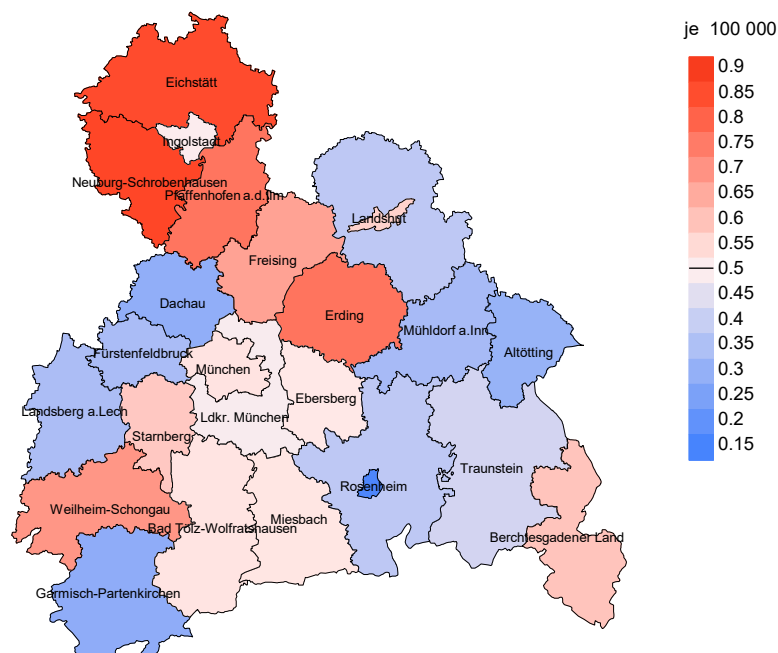 je 100 000
0.9
0.85
0.8
0.75
0.7
0.65
0.6
0.55
0.5
0.45
0.4
0.35
0.3
0.25
0.2
0.15
Eichstätt
Ingolstadt
Neuburg-Schrobenhausen
Pfaffenhofen a.d.Ilm
Landshut
Freising
Dachau
Erding
Mühldorf a.Inn
Altötting
Fürstenfeldbruck
München
Ebersberg
Landsberg a.Lech
Ldkr. München
Starnberg
Traunstein
Rosenheim
Weilheim-Schongau
Miesbach
Bad Tölz-Wolfratshausen
Berchtesgadener Land
Garmisch-Partenkirchen